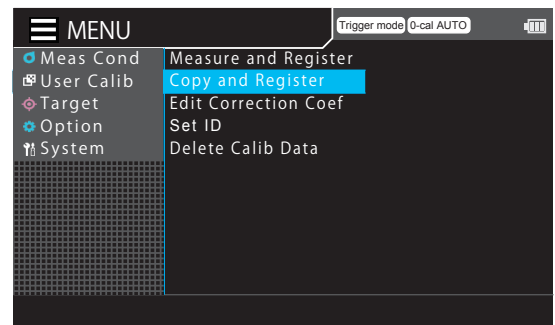 MENU
Trigger mode 0-cal AUTO
Meas Cond
User Calib
Target
Option
System
Measure and Register
Copy and Register
Edit Correction Coef
Set ID
Delete Calib Data